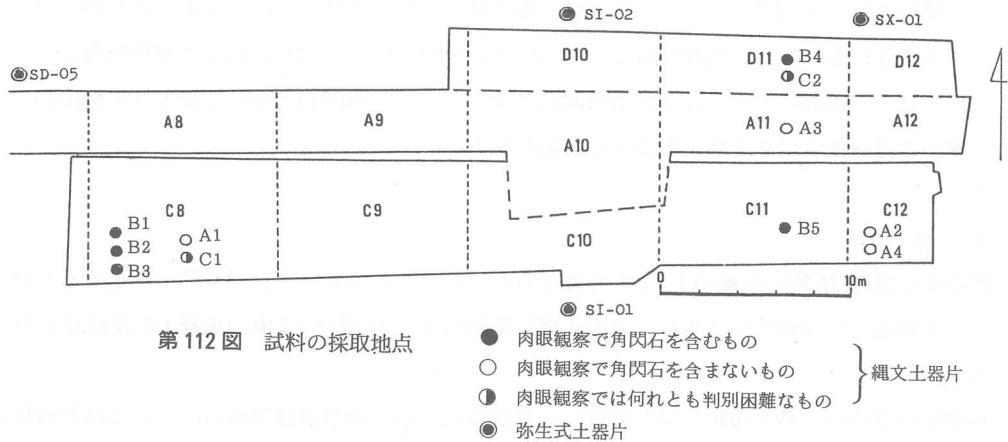 SI-02
SX-01
D10
D11
B4
D12
C2
SD-05
A8
A9
A10
A11
A3
A12
C8
C9
C10
C11
C12
B1
A1
B2
C1
B3
B5
A2
A4
0
10m
SI-01
第112図 試料の採取地点
肉眼観察で角閃石を含むもの
肉眼観察で角閃石を含まないもの
肉眼観察では何れとも判別困難なもの
縄文土器片
弥生式土器片